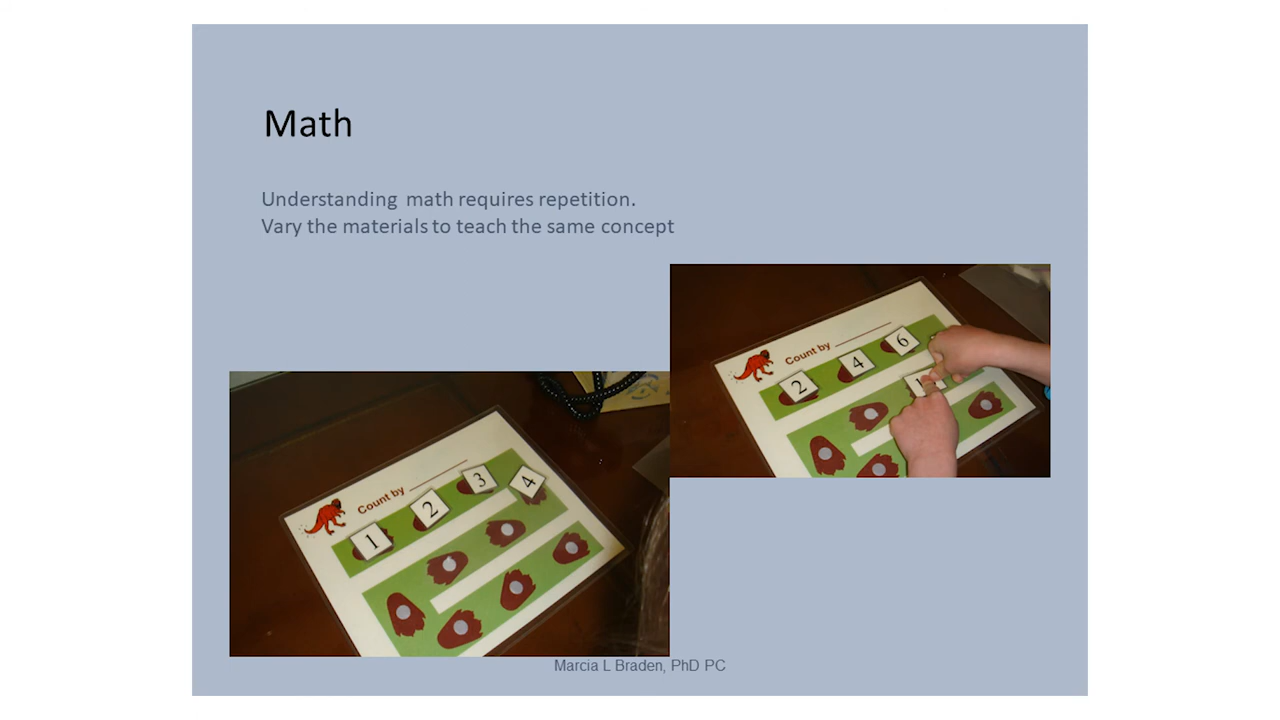 Math
Understanding math requires repetition.
Vary the materials to teach the same concept
Count by
2
4
6
1
Count by
1
2
3
4
Marcia L Braden, PhD PC